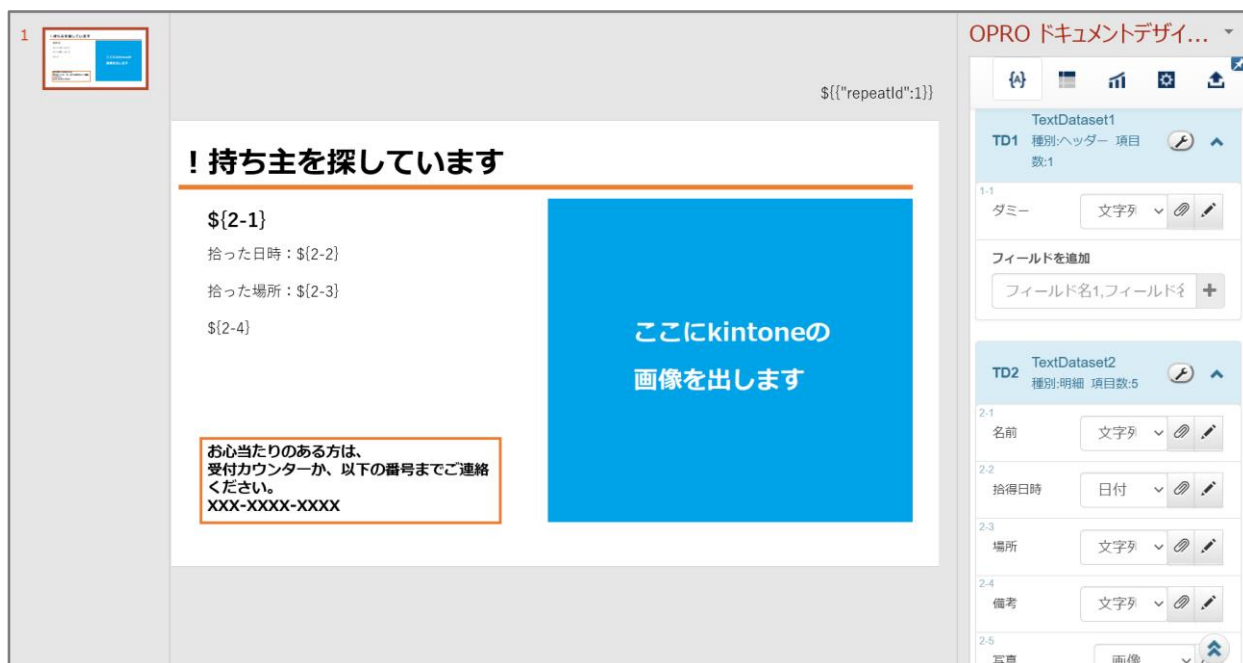 1
${{"repeatId":1}}
！持ち主を探しています
${2-1}
拾った日時：${2-2}
拾った場所：${2-3}
${2-4}
ここにkintoneの
画像を出します
お心当たりのある方は、
受付カウンターか、以下の番号までご連絡
ください。
XXX-XXXX-XXXX
OPRO ドキュメントデザイ...
{A}
TextDataset1
TD1 種別:ヘッダー 項目
数:1
1-1
ダミー 文字列
フィールドを追加
フィールド名1,フィールド名
TextDataset2
TD2 種別:明細 項目数:5
2-1
名前 文字列
2-2
拾得日時 日付
2-3
場所 文字列
2-4
備考 文字列
2-5
写真 画像